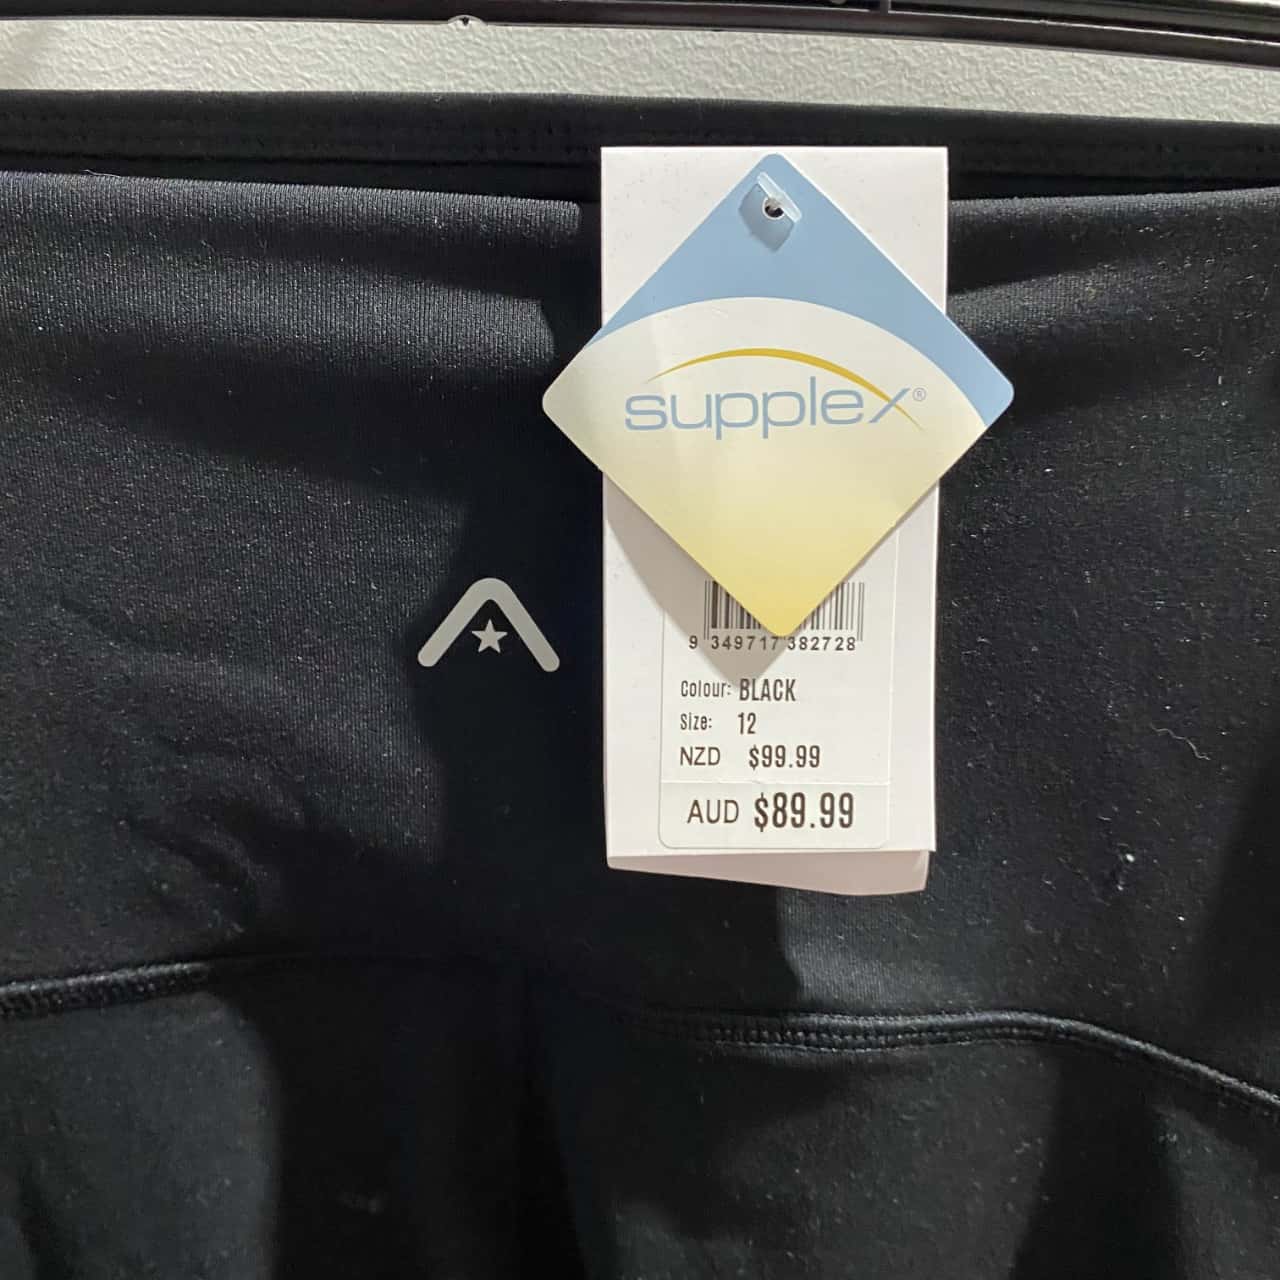 supplex®
9 349717 382728
Colour: BLACK
Size: 12
NZD $99.99
AUD $89.99